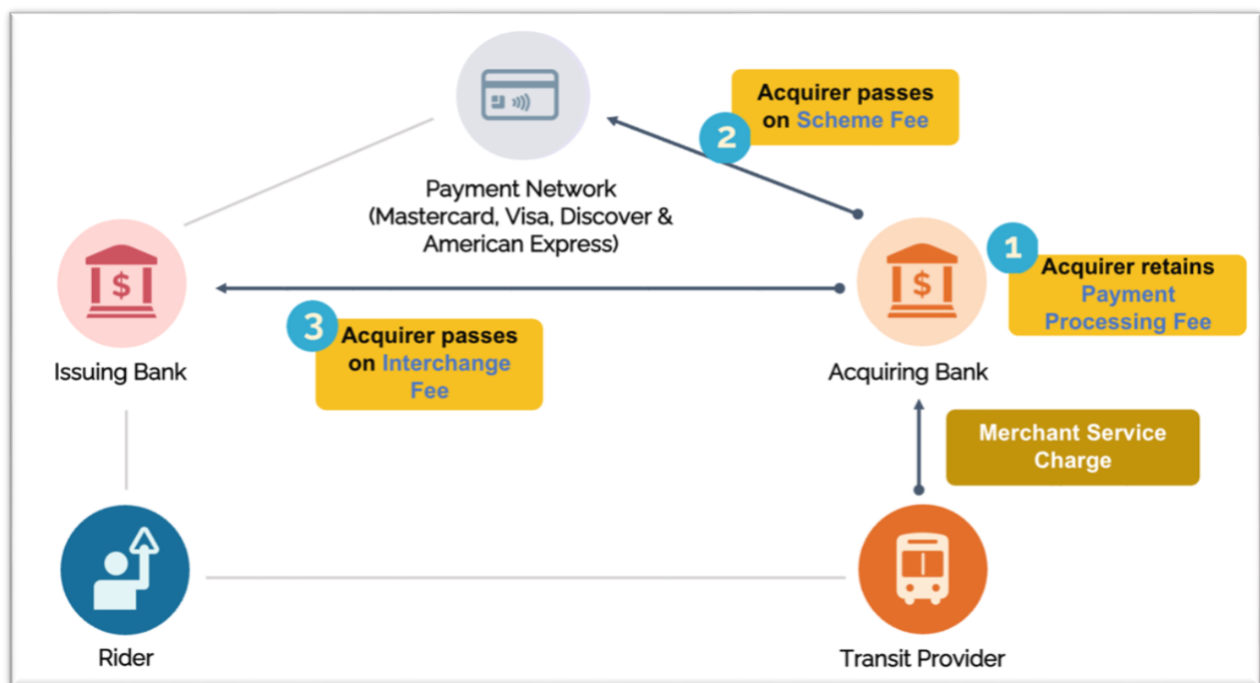 Acquirer passes
on Scheme Fee
2
Payment Network
(Mastercard, Visa, Discover &
American Express)
1
Acquirer retains
Payment
Processing Fee
$
$
3
Acquirer passes
on Interchange
Fee
Issuing Bank
Acquiring Bank
Merchant Service
Charge
Rider
Transit Provider